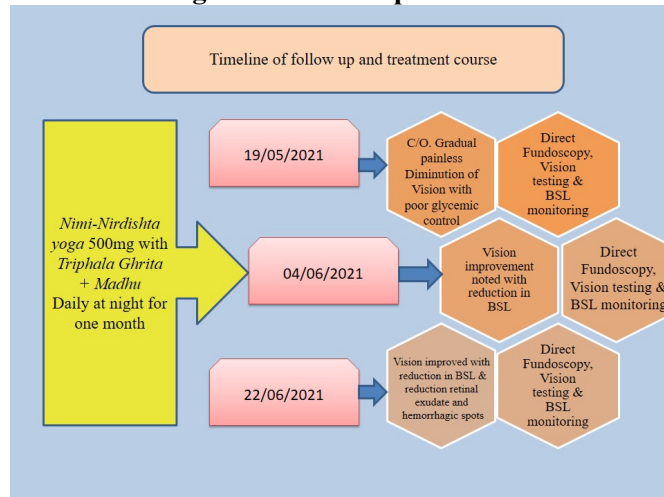 Timeline of follow up and treatment course
Nimi-Nirdishta
yoga 500mg with
Triphala Ghrita
+ Madhu
Daily at night for
one month
19/05/2021
C/O. Gradual
painless
Diminution of
Vision with
poor glycemic
control
Direct
Fundoscopy,
Vision
testing &
BSL
monitoring
04/06/2021
Vision
improvement
noted with
reduction in
BSL
Direct
Fundoscopy,
Vision testing &
BSL monitoring
22/06/2021
Vision improved with
reduction in BSL &
reduction retinal
exudate and
hemorrhagic spots
Direct
Fundoscopy,
Vision
testing &
BSL
monitoring